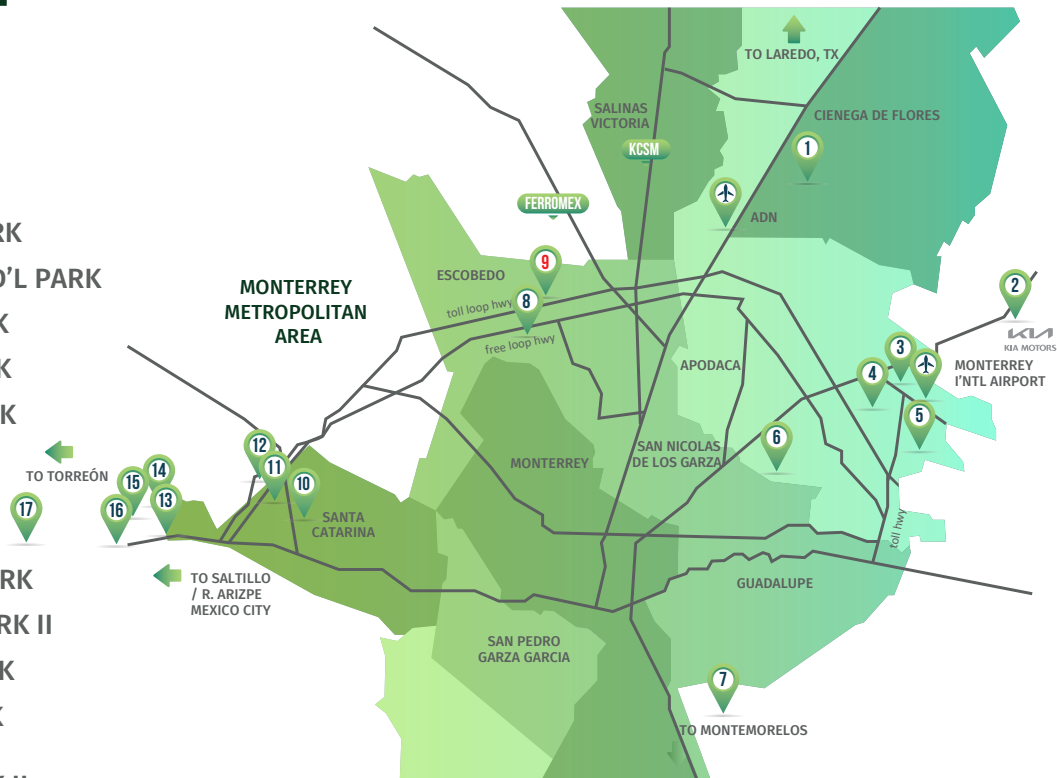 RK
D'L PARK
K
K
K
RK
RK II
K
K
TO LAREDO, TX
SALINAS
VICTORIA
CIENEGA DE FLORES
1
KCSM
FERROMEX
ADN
9
ESCOBEDO
8
toll loop hwy
free loop hwy
MONTERREY
METROPOLITAN
AREA
2
KIA
KIA MOTORS
3
MONTERREY
I'NTL AIRPORT
4
5
APODACA
6
SAN NICOLAS
DE LOS GARZA
MONTERREY
12
11
10
TO TORREÓN
14
15
13
16
17
SANTA
CATARINA
toll hwy
TO SALTILLO
/ R. ARIZPE
MEXICO CITY
GUADALUPE
SAN PEDRO
GARZA GARCIA
7
TO MONTEMORELOS